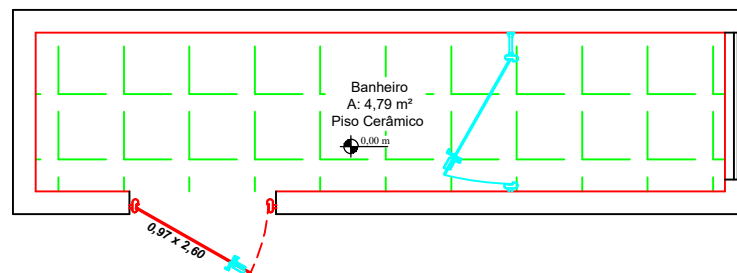 Banheiro
A: 4,79 m²
Piso Cerâmico
0,00 m
0,97 x 2,60